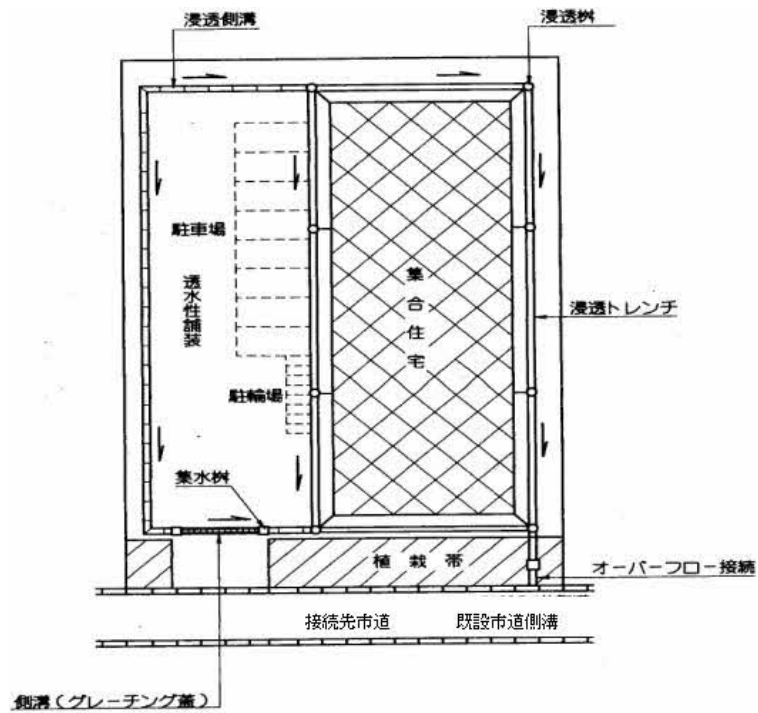 浸透側溝
浸透桝
駐車場
透水性舗装
集合住宅
浸透トレンチ
駐輪場
集水桝
植栽帯
オーバーフロー接続
接続先市道
既設市道側溝
側溝(グレーチング蓋)